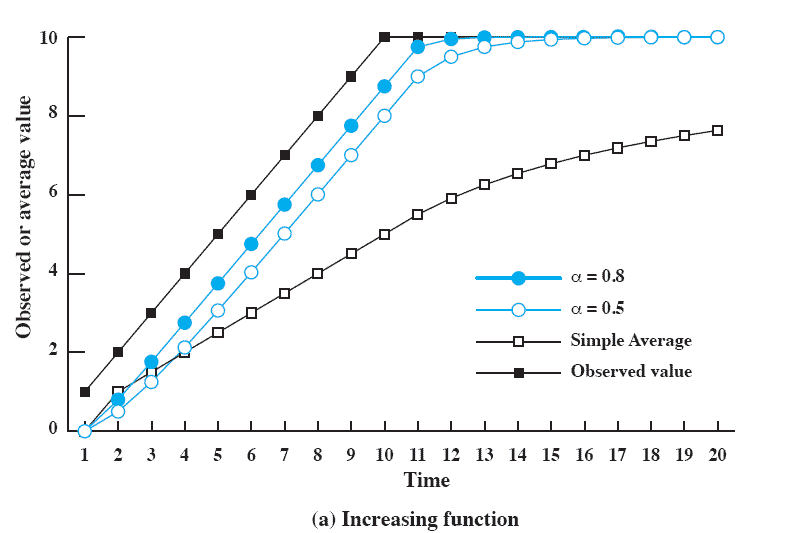 Observed or average value
10
8
6
4
2
0
α = 0.8
α = 0.5
Simple Average
Observed value
1 2 3 4 5 6 7 8 9 10 11 12 13 14 15 16 17 18 19 20
Time
(a) Increasing function